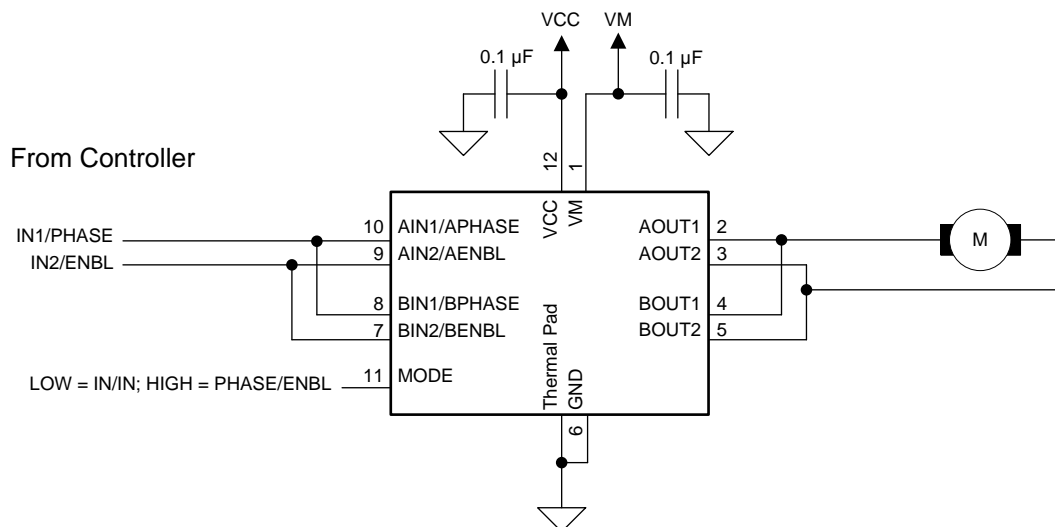 VCC
VM
0.1 µF
0.1 µF
From Controller
12
1
VCC
VM
IN1/PHASE
10
AIN1/APHASE
AOUT1
2
M
IN2/ENBL
9
AIN2/AENBL
AOUT2
3
8
BIN1/BPHASE
BOUT1
4
7
BIN2/BENBL
BOUT2
5
LOW = IN/IN; HIGH = PHASE/ENBL
11
MODE
Thermal Pad
GND
6